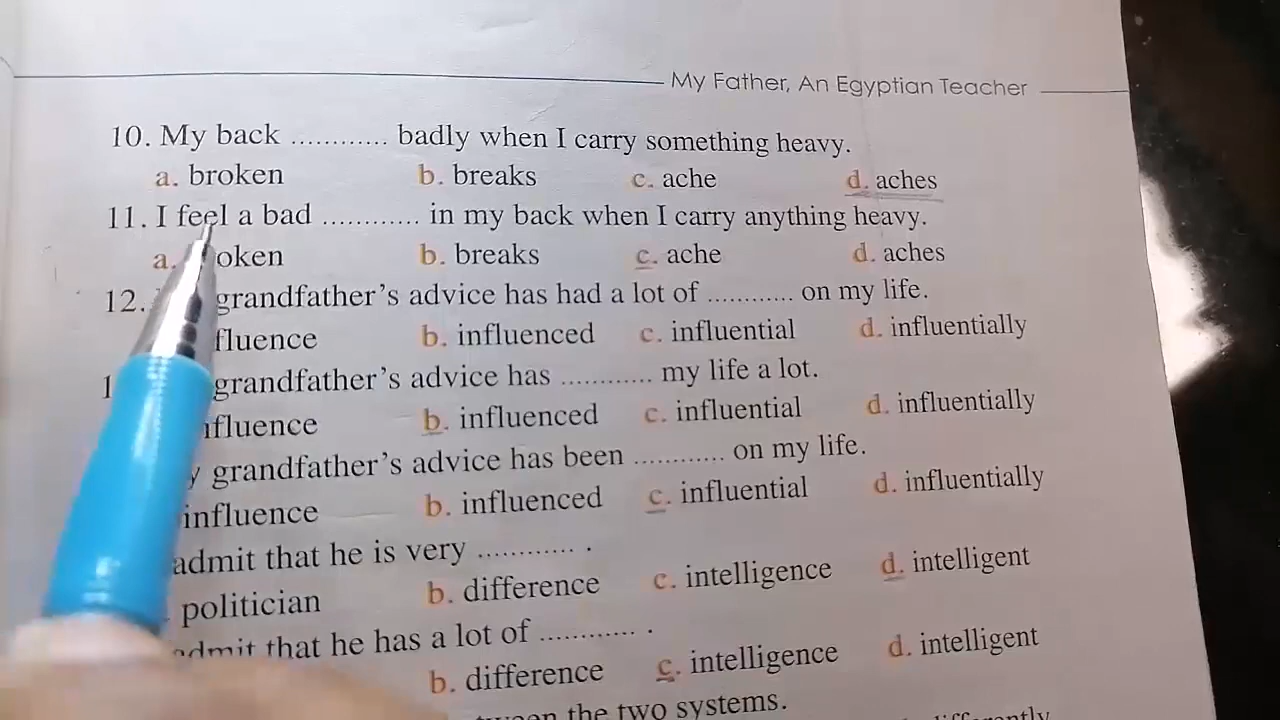 My Father, An Egyptian Teacher
10. My back ............ badly when I carry something heavy.
a. broken b. breaks c. ache d. aches
11. I feel a bad ............ in my back when I carry anything heavy.
a. oken b. breaks c. ache d. aches
12. grandfather's advice has had a lot of ............ on my life.
fluence b. influenced c. influential d. influentially
1 grandfather's advice has ............ my life a lot.
fluence b. influenced c. influential d. influentially
y grandfather's advice has been ............ on my life.
influence b. influenced c. influential d. influentially
admit that he is very ............ .
politician b. difference c. intelligence d. intelligent
admit that he has a lot of ............ .
b. difference c. intelligence d. intelligent
the two systems.